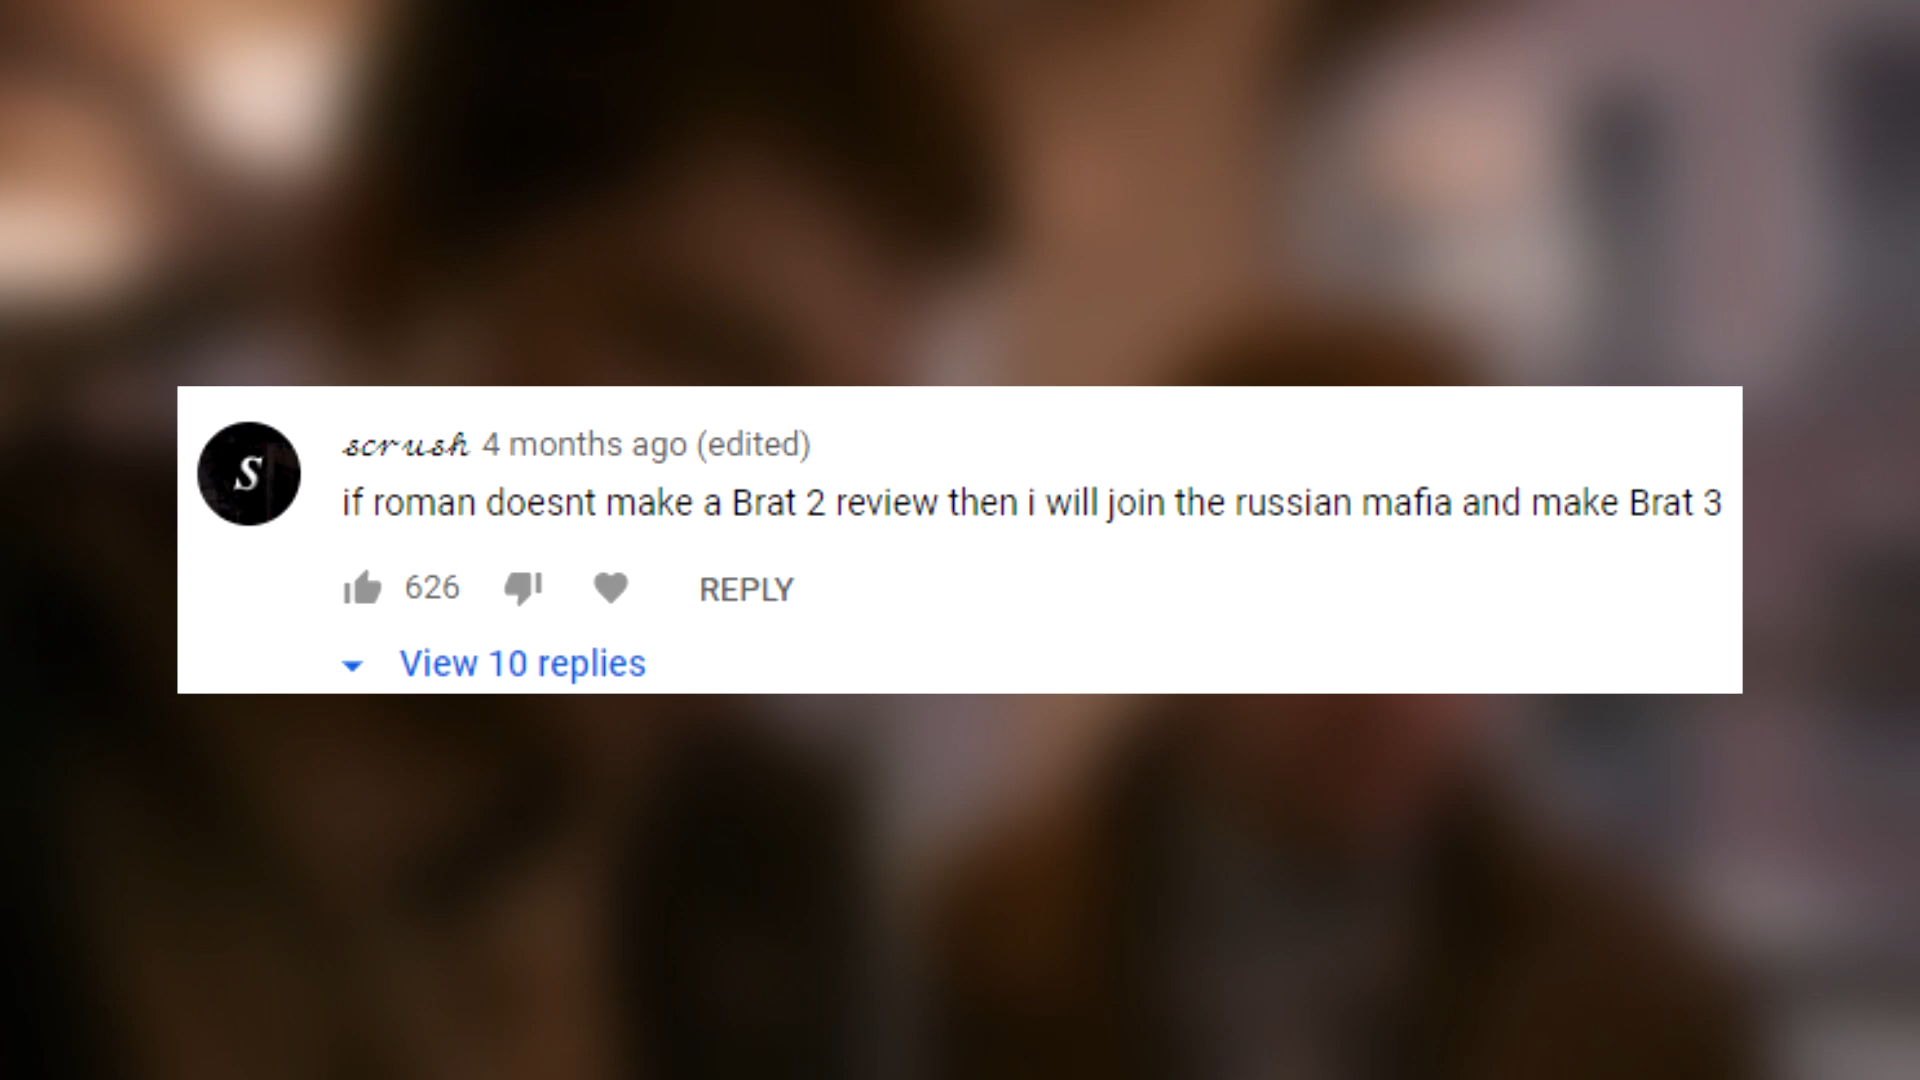 S
scrush 4 months ago (edited)
if roman doesnt make a Brat 2 review then i will join the russian mafia and make Brat 3
626 REPLY
View 10 replies